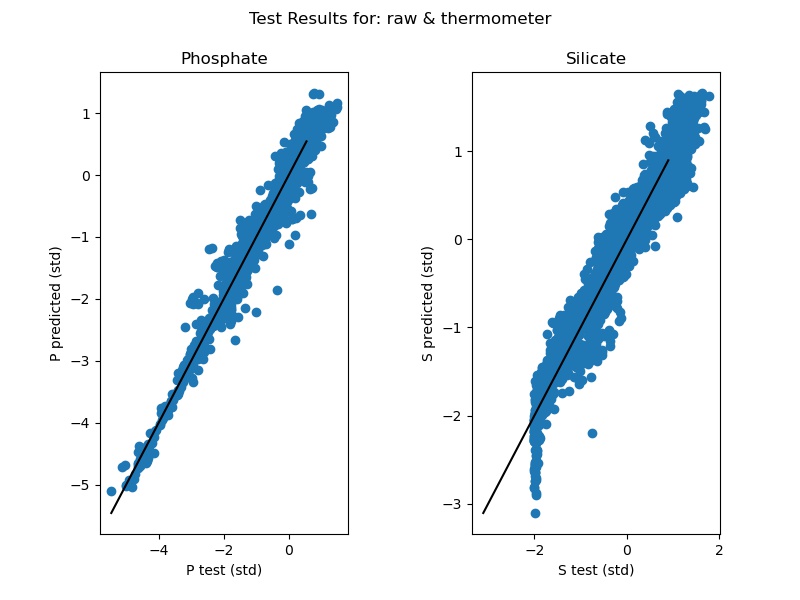 Test Results for: raw & thermometer
Phosphate
P predicted (std)
1
0
−1
−2
−3
−4
−5
−4
−2
0
P test (std)
Silicate
S predicted (std)
1
0
−1
−2
−3
−2
0
2
S test (std)